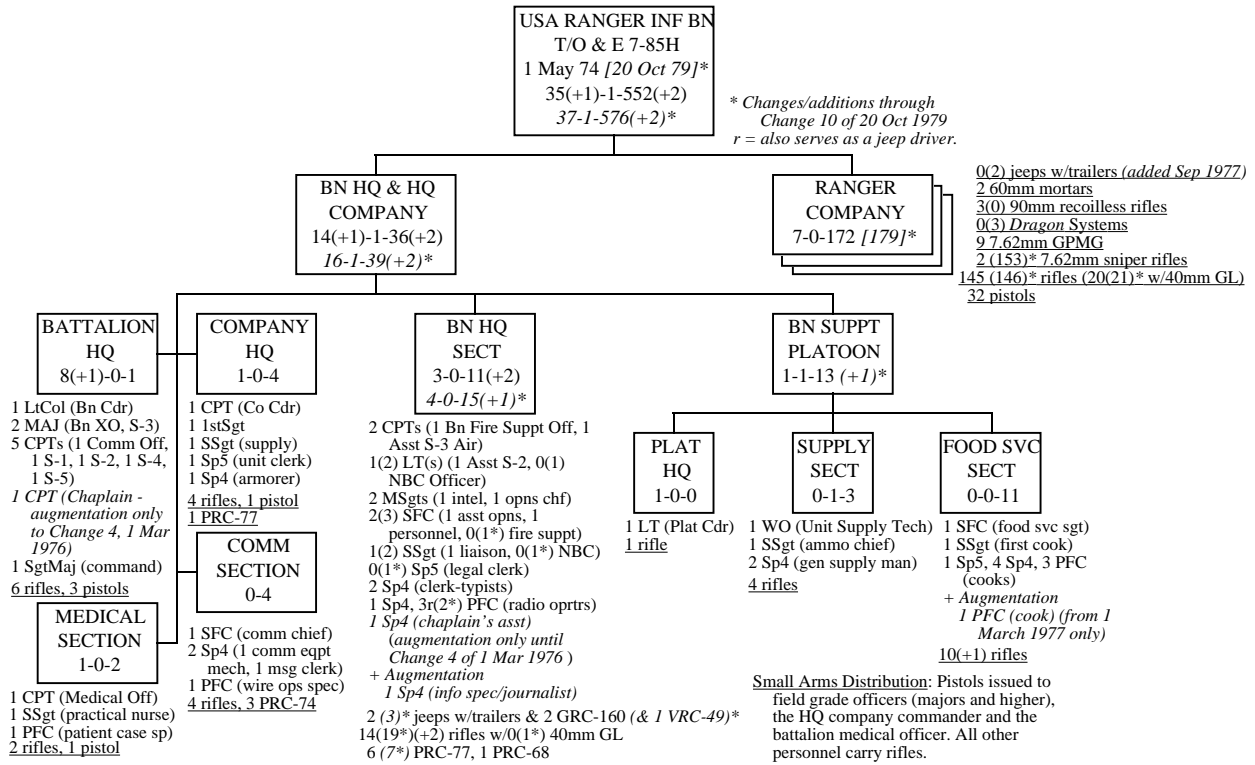 USA RANGER INF BN
T/O & E 7-85H
1 May 74 [20 Oct 79]*
35(+1)-1-552(+2)
37-1-576(+2)*
* Changes/additions through
Change 10 of 20 Oct 1979
r = also serves as a jeep driver.
BN HQ & HQ
COMPANY
14(+1)-1-36(+2)
16-1-39(+2)*
RANGER
COMPANY
7-0-172 [179]*
0(2) jeeps w/trailers (added Sep 1977)
2 60mm mortars
3(0) 90mm recoilless rifles
0(3) Dragon Systems
9 7.62mm GPMG
2 (153)* 7.62mm sniper rifles
145 (146)* rifles (20(21)* w/40mm GL)
32 pistols
BATTALION
HQ
8(+1)-0-1
1 LtCol (Bn Cdr)
2 MAJ (Bn XO, S-3)
5 CPTs (1 Comm Off,
1 S-1, 1 S-2, 1 S-4,
1 S-5)
1 CPT (Chaplain -
augmentation only
to Change 4, 1 Mar
1976)
1 SgtMaj (command)
6 rifles, 3 pistols
COMPANY
HQ
1-0-4
1 CPT (Co Cdr)
1 1stSgt
1 SSgt (supply)
1 Sp5 (unit clerk)
1 Sp4 (armorer)
4 rifles, 1 pistol
1 PRC-77
MEDICAL
SECTION
1-0-2
1 CPT (Medical Off)
1 SSgt (practical nurse)
1 PFC (patient case sp)
2 rifles, 1 pistol
COMM
SECTION
0-4
1 SFC (comm chief)
2 Sp4 (1 comm eqpt
mech, 1 msg clerk)
1 PFC (wire ops spec)
4 rifles, 3 PRC-74
BN HQ
SECT
3-0-11(+2)
4-0-15(+1)*
2 CPTs (1 Bn Fire Suppt Off, 1
Asst S-3 Air)
1(2) LT(s) (1 Asst S-2, 0(1)
NBC Officer)
2 MSgts (1 intel, 1 opns chf)
2(3) SFC (1 asst opns, 1
personnel, 0(1*) fire suppt)
1(2) SSgt (1 liaison, 0(1*) NBC)
0(1*) Sp5 (legal clerk)
2 Sp4 (clerk-typists)
1 Sp4, 3r(2*) PFC (radio oprtrs)
1 Sp4 (chaplain's asst)
(augmentation only until
Change 4 of 1 Mar 1976 )
+ Augmentation
1 Sp4 (info spec/journalist)
2 (3)* jeeps w/trailers & 2 GRC-160 (& 1 VRC-49)*
14(19*)(+2) rifles w/0(1*) 40mm GL
6 (7*) PRC-77, 1 PRC-68
BN SUPPT
PLATOON
1-1-13 (+1)*
PLAT
HQ
1-0-0
1 LT (Plat Cdr)
1 rifle
SUPPLY
SECT
0-1-3
1 WO (Unit Supply Tech)
1 SSgt (ammo chief)
2 Sp4 (gen supply man)
4 rifles
FOOD SVC
SECT
0-0-11
1 SFC (food svc sgt)
1 SSgt (first cook)
1 Sp5, 4 Sp4, 3 PFC
(cooks)
+ Augmentation
1 PFC (cook) (from 1
March 1977 only)
10(+1) rifles
Small Arms Distribution: Pistols issued to
field grade officers (majors and higher),
the HQ company commander and the
battalion medical officer. All other
personnel carry rifles.